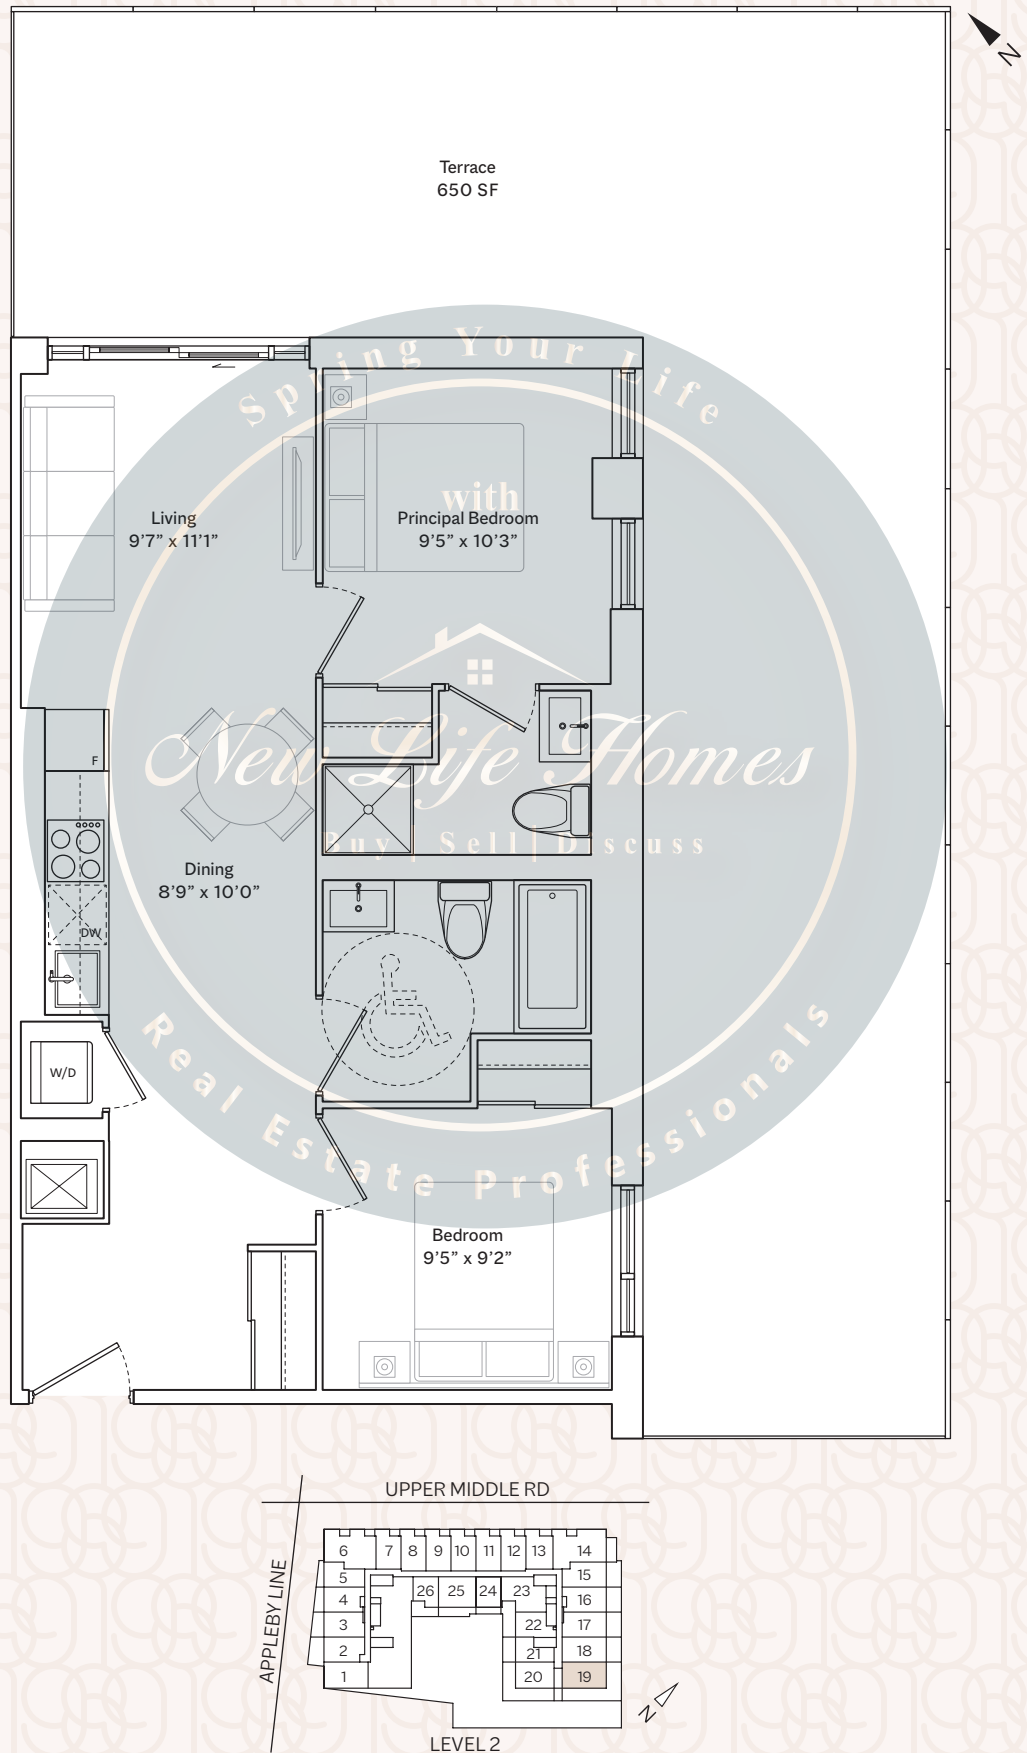 N
Terrace
650 SF
Spring Your Life
with
Living
9’7” x 11’1”
Principal Bedroom
9’5” x 10’3”
New Life Homes
Buy | Sell | Discuss
F
Dining
8’9” x 10’0”
DW
W/D
Real Estate Professionals
Bedroom
9’5” x 9’2”
UPPER MIDDLE RD
APPLEBY LINE
6 7 8 9 10 11 12 13 14
5 15
26 25 24 23
4 16
3 22 17
2 21 18
1 20 19
N
LEVEL 2